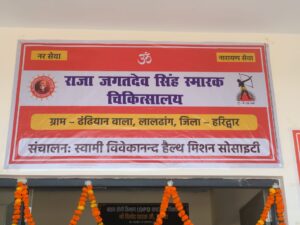 नर सेवा
ॐ
नारायण सेवा
राजा जगतदेव सिंह स्मारक
चिकित्सालय
ग्राम – ढंढियान वाला, लालढांग, जिला – हरिद्वार
संचालन: स्वामी विवेकानन्द हैल्थ मिशन सोसाइटी